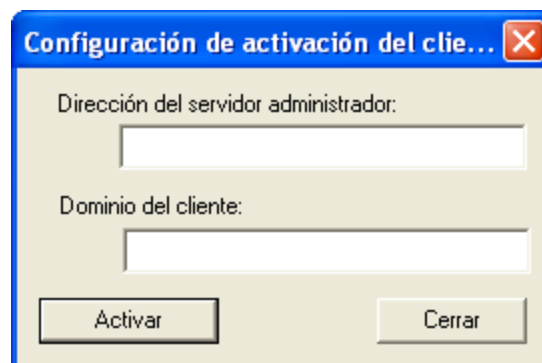 Configuración de activación del clie...
Dirección del servidor administrador:
Dominio del cliente:
Activar
Cerrar